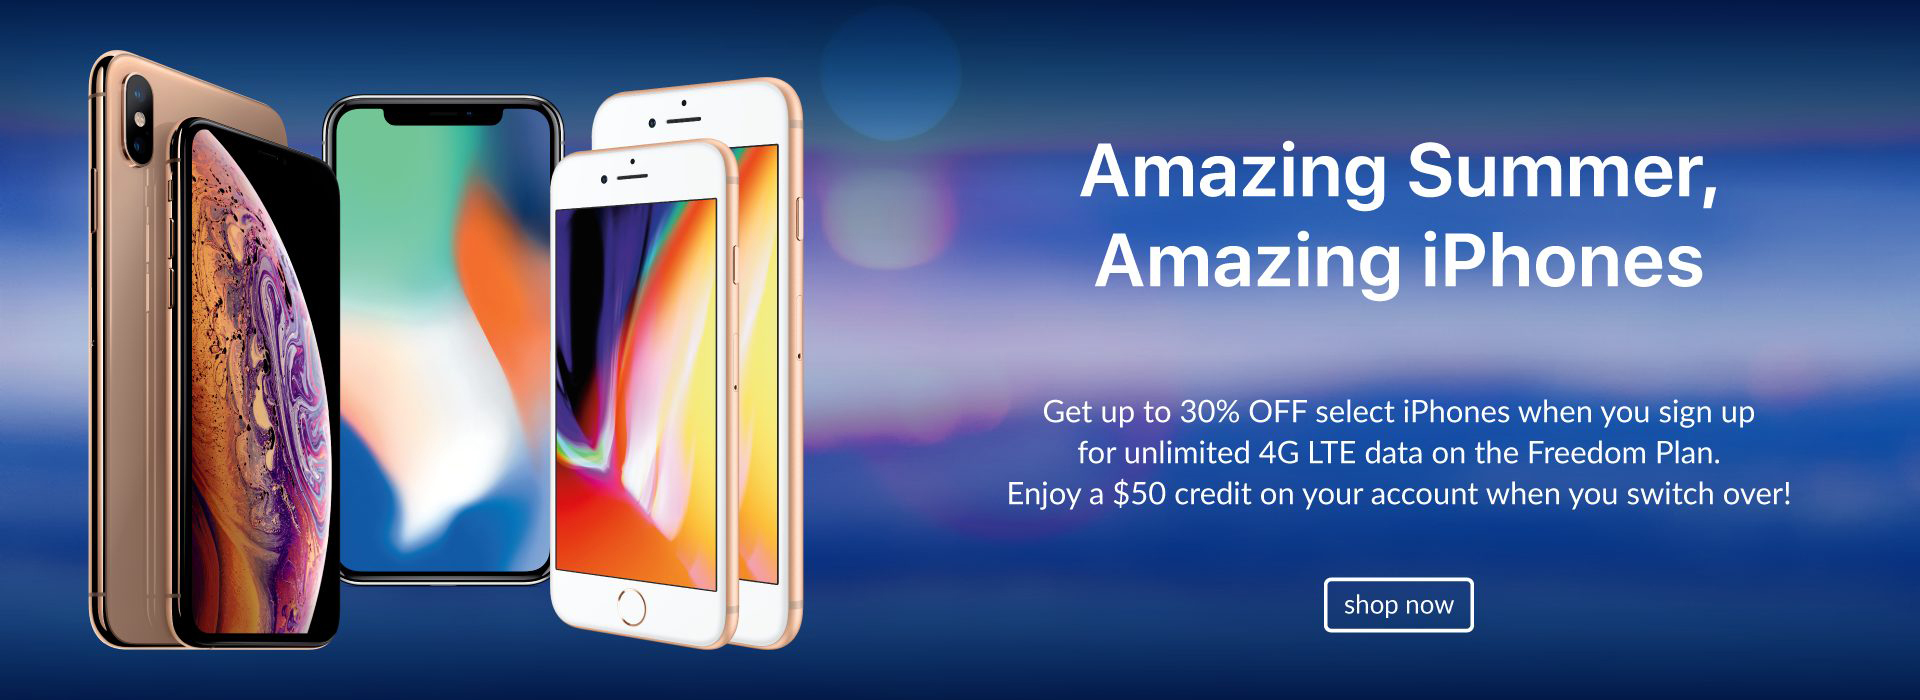 Amazing Summer,
Amazing iPhones
Get up to 30% OFF select iPhones when you sign up
for unlimited 4G LTE data on the Freedom Plan.
Enjoy a $50 credit on your account when you switch over!
shop now